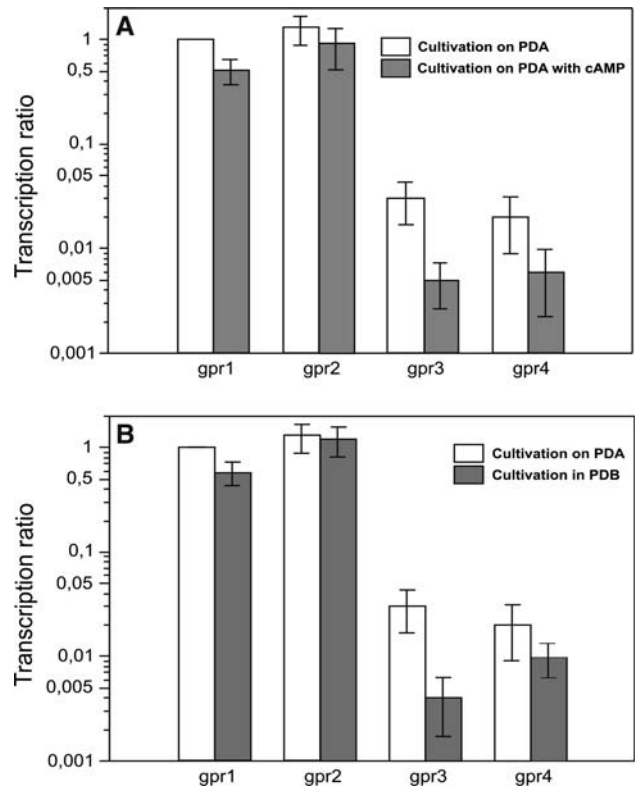 A
Cultivation on PDA
Cultivation on PDA with cAMP
Transcription ratio
1
0.5
0,1
0,05
0,01
0,005
0,001
gpr1 gpr2 gpr3 gpr4
B
Cultivation on PDA
Cultivation in PDB
Transcription ratio
1
0.5
0,1
0,05
0,01
0,005
0,001
gpr1 gpr2 gpr3 gpr4